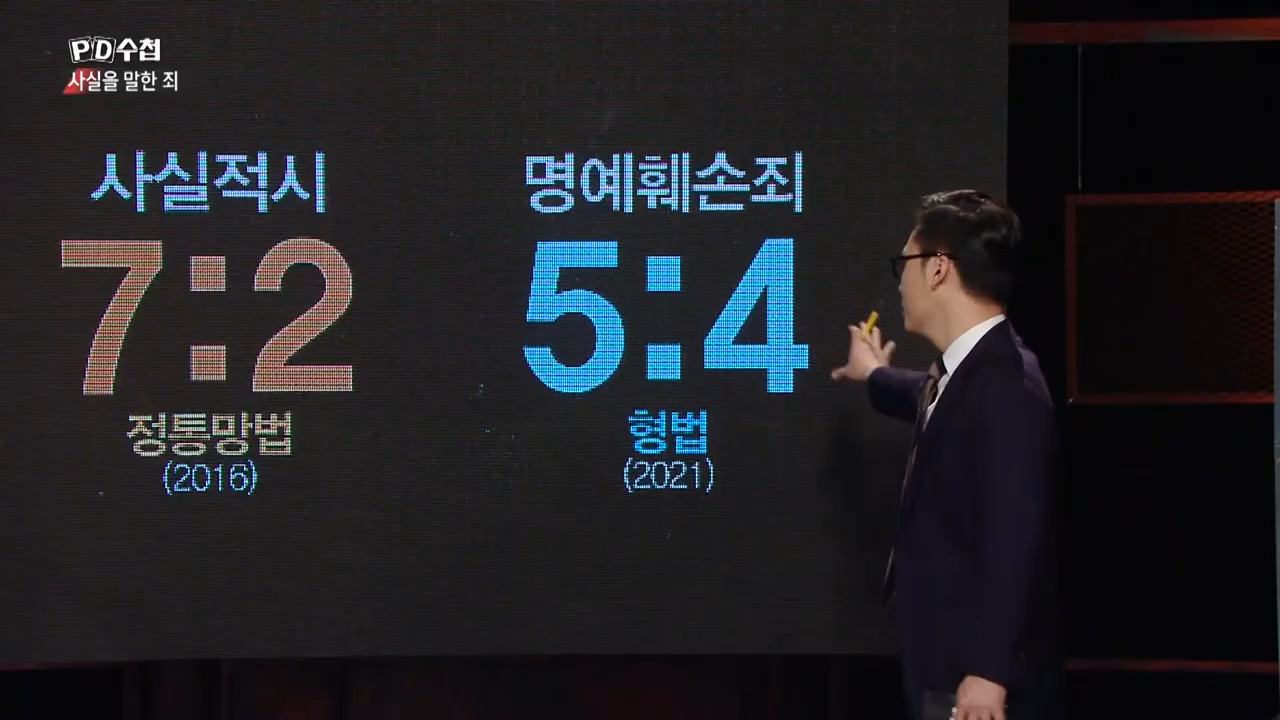 PD수첩
사실을 말한 죄
사실적시 명예훼손죄
7:2 5:4
정통망법 형법
(2016) (2021)